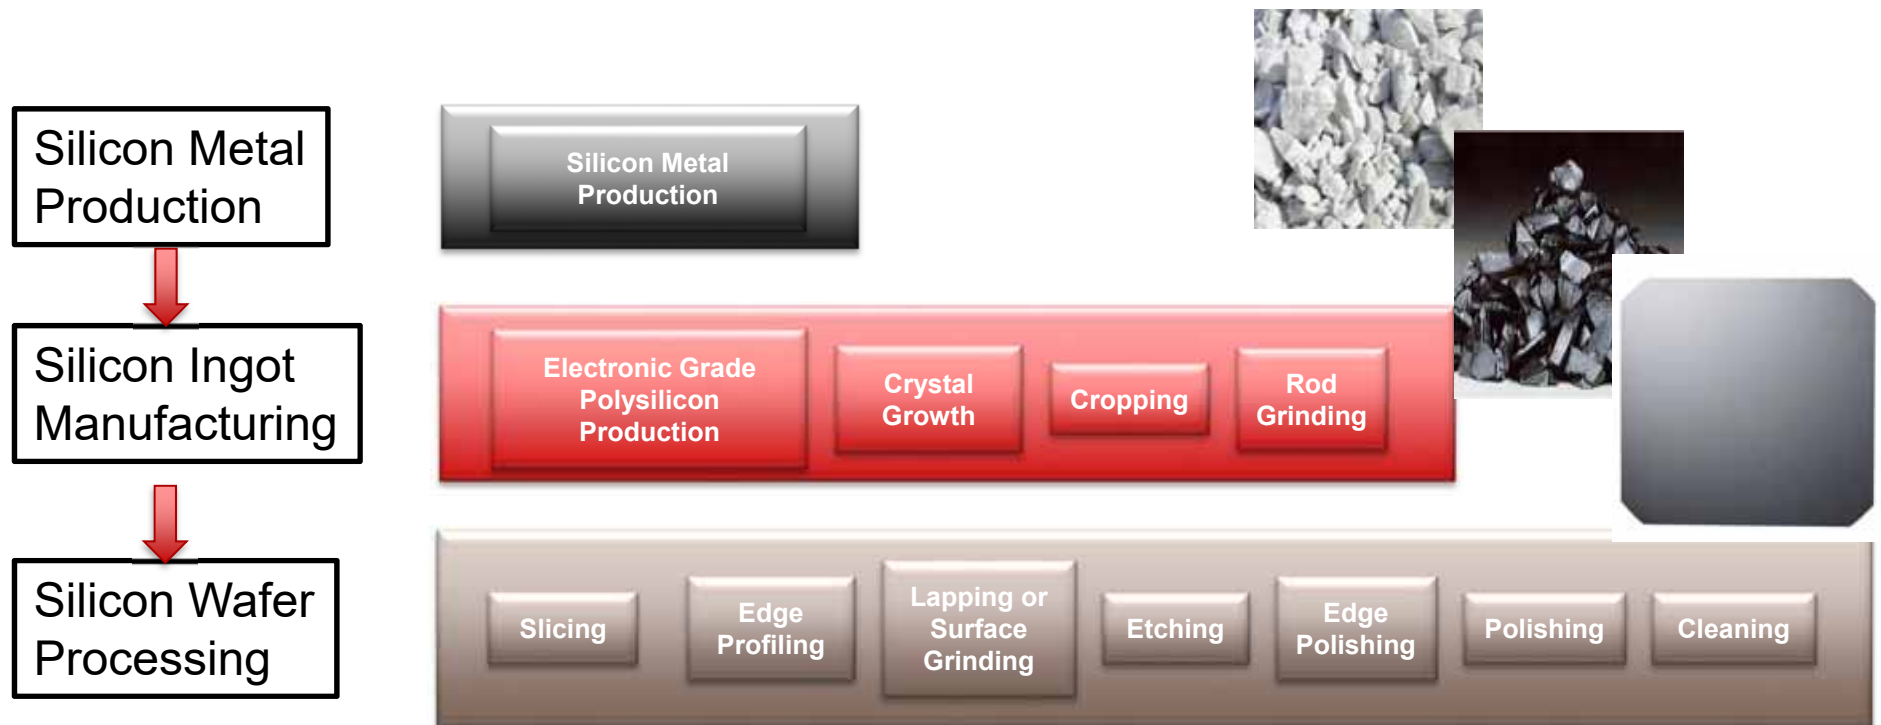 Silicon Metal
Production
Silicon Metal
Production
Silicon Ingot
Manufacturing
Electronic Grade
Polysilicon
Production
Crystal
Growth
Cropping
Rod
Grinding
Silicon Wafer
Processing
Slicing
Edge
Profiling
Lapping or
Surface
Grinding
Etching
Edge
Polishing
Polishing
Cleaning